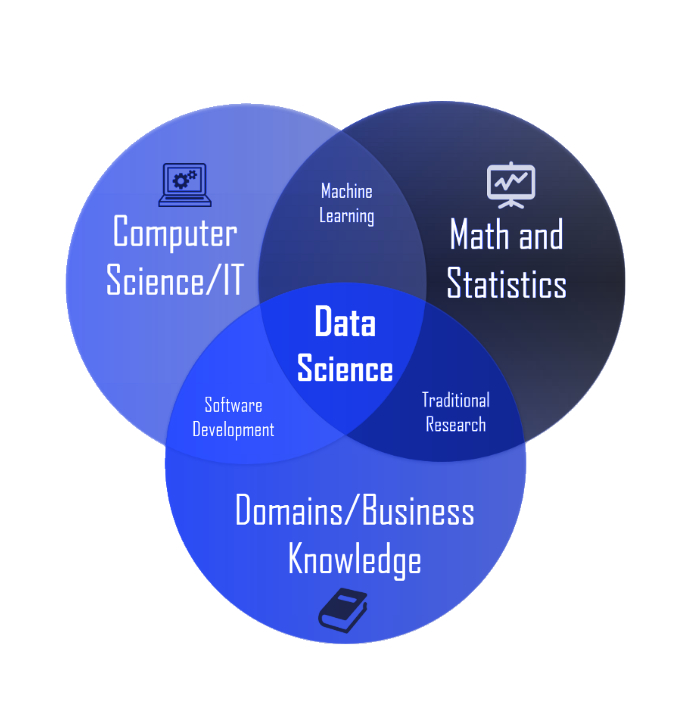 Machine
Learning
Computer
Science/IT
Math and
Statistics
Data
Science
Software
Development
Traditional
Research
Domains/Business
Knowledge